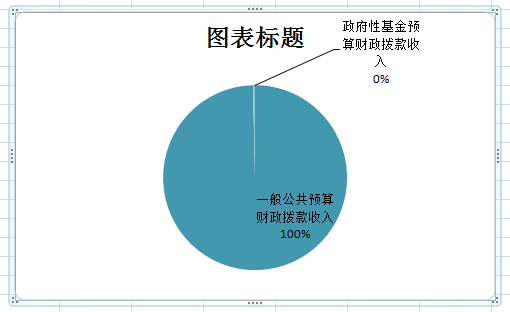 图表标题
政府性基金预
算财政拨款收
入
0%
一般公共预算
财政拨款收入
100%